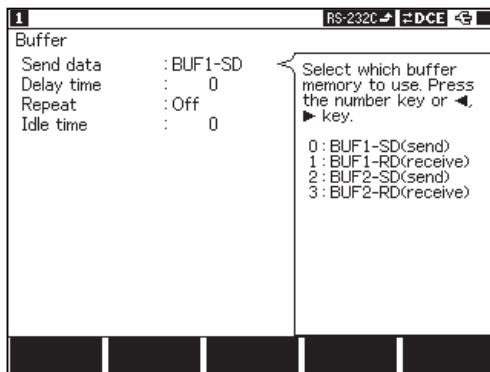 1 RS-232C DCE
Buffer
Send data : BUF1-SD
Delay time : 0
Repeat : Off
Idle time : 0
Select which buffer
memory to use. Press
the number key or ◀,
▶ key.
0 : BUF1-SD(send)
1 : BUF1-RD(receive)
2 : BUF2-SD(send)
3 : BUF2-RD(receive)